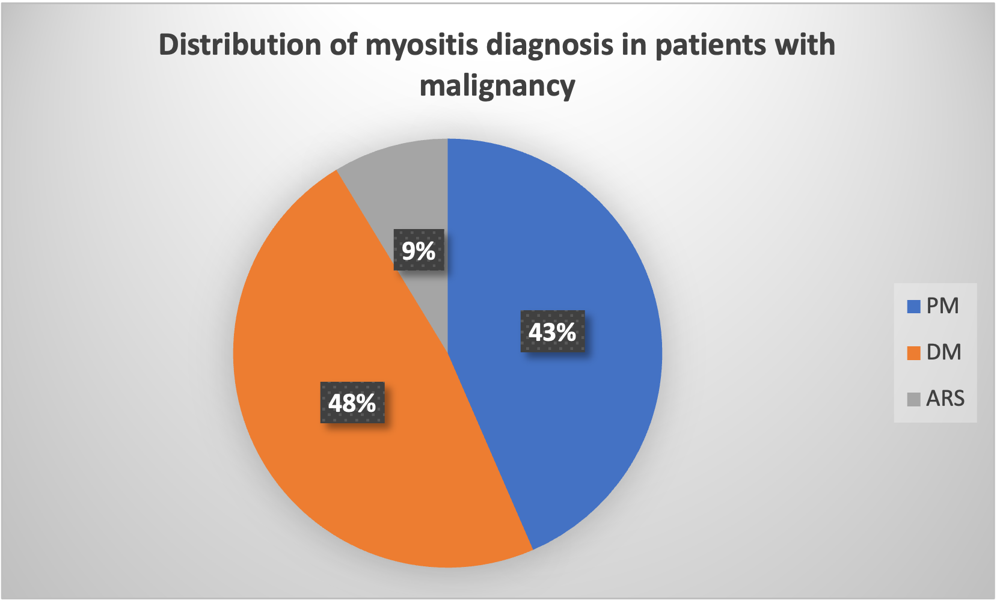 Distribution of myositis diagnosis in patients with
malignancy
9%
43%
48%
PM
DM
ARS